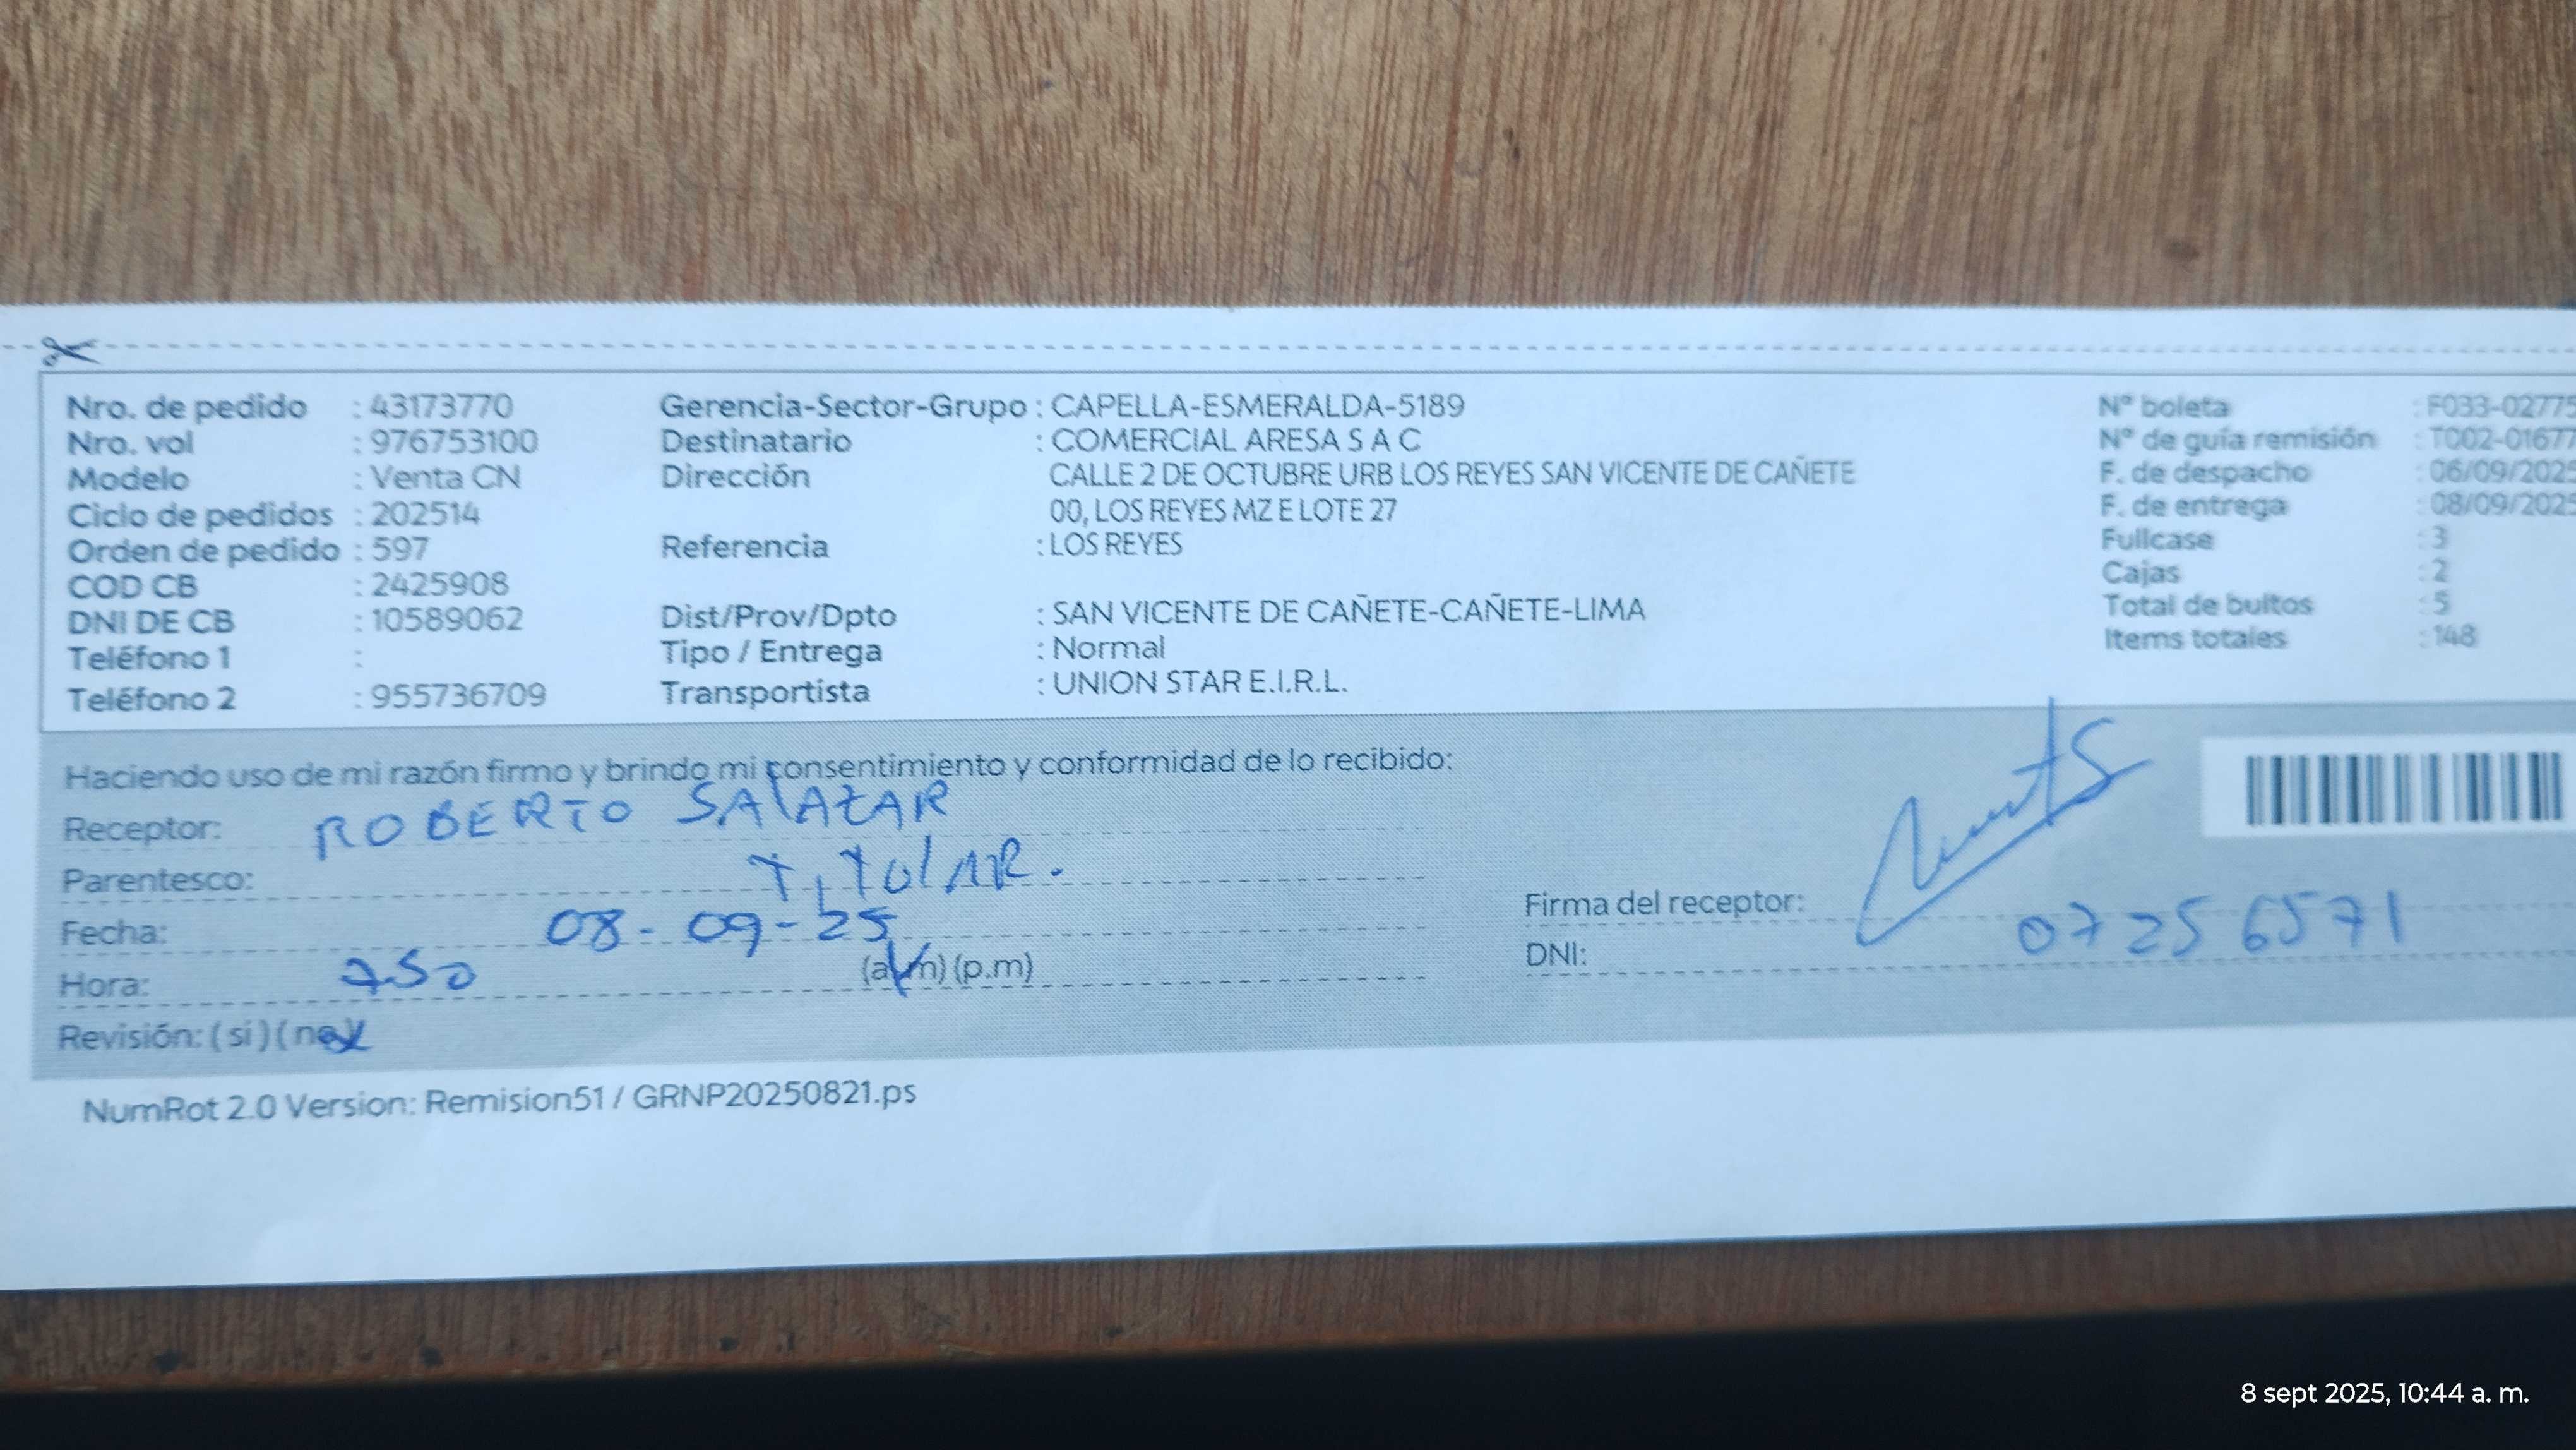 Nro. de pedido : 43173770
Nro. vol : 976753100
Modelo : Venta CN
Ciclo de pedidos : 202514
Orden de pedido : 597
COD CB : 2425908
DNI DE CB : 10589062
Teléfono 1 :
Teléfono 2 : 955736709
Gerencia-Sector-Grupo : CAPELLA-ESMERALDA-5189
Destinatario : COMERCIAL ARESA S A C
Dirección CALLE 2 DE OCTUBRE URB LOS REYES SAN VICENTE DE CAÑETE
00, LOS REYES MZ E LOTE 27
Referencia : LOS REYES
Dist/Prov/Dpto : SAN VICENTE DE CAÑETE-CAÑETE-LIMA
Tipo / Entrega : Normal
Transportista : UNION STAR E.I.R.L.
N° boleta : F033-0277
N° de guía remisión : T002-01677
F. de despacho : 06/09/2025
F. de entrega : 08/09/202
Fullcase : 3
Cajas : 2
Total de bultos : 5
Items totales : 148
Haciendo uso de mi razón firmo y brindo mi consentimiento y conformidad de lo recibido:
Receptor: ROBERTO SALAZAR
Parentesco: TITULAR.
Fecha: 08-09-25
Hora: 7.50 (a.m) (p.m)
Revisión: (si) (no)
Firma del receptor:
DNI: 07256571
NumRot 2.0 Version: Remision51 / GRNP20250821.ps
8 sept 2025, 10:44 a. m.